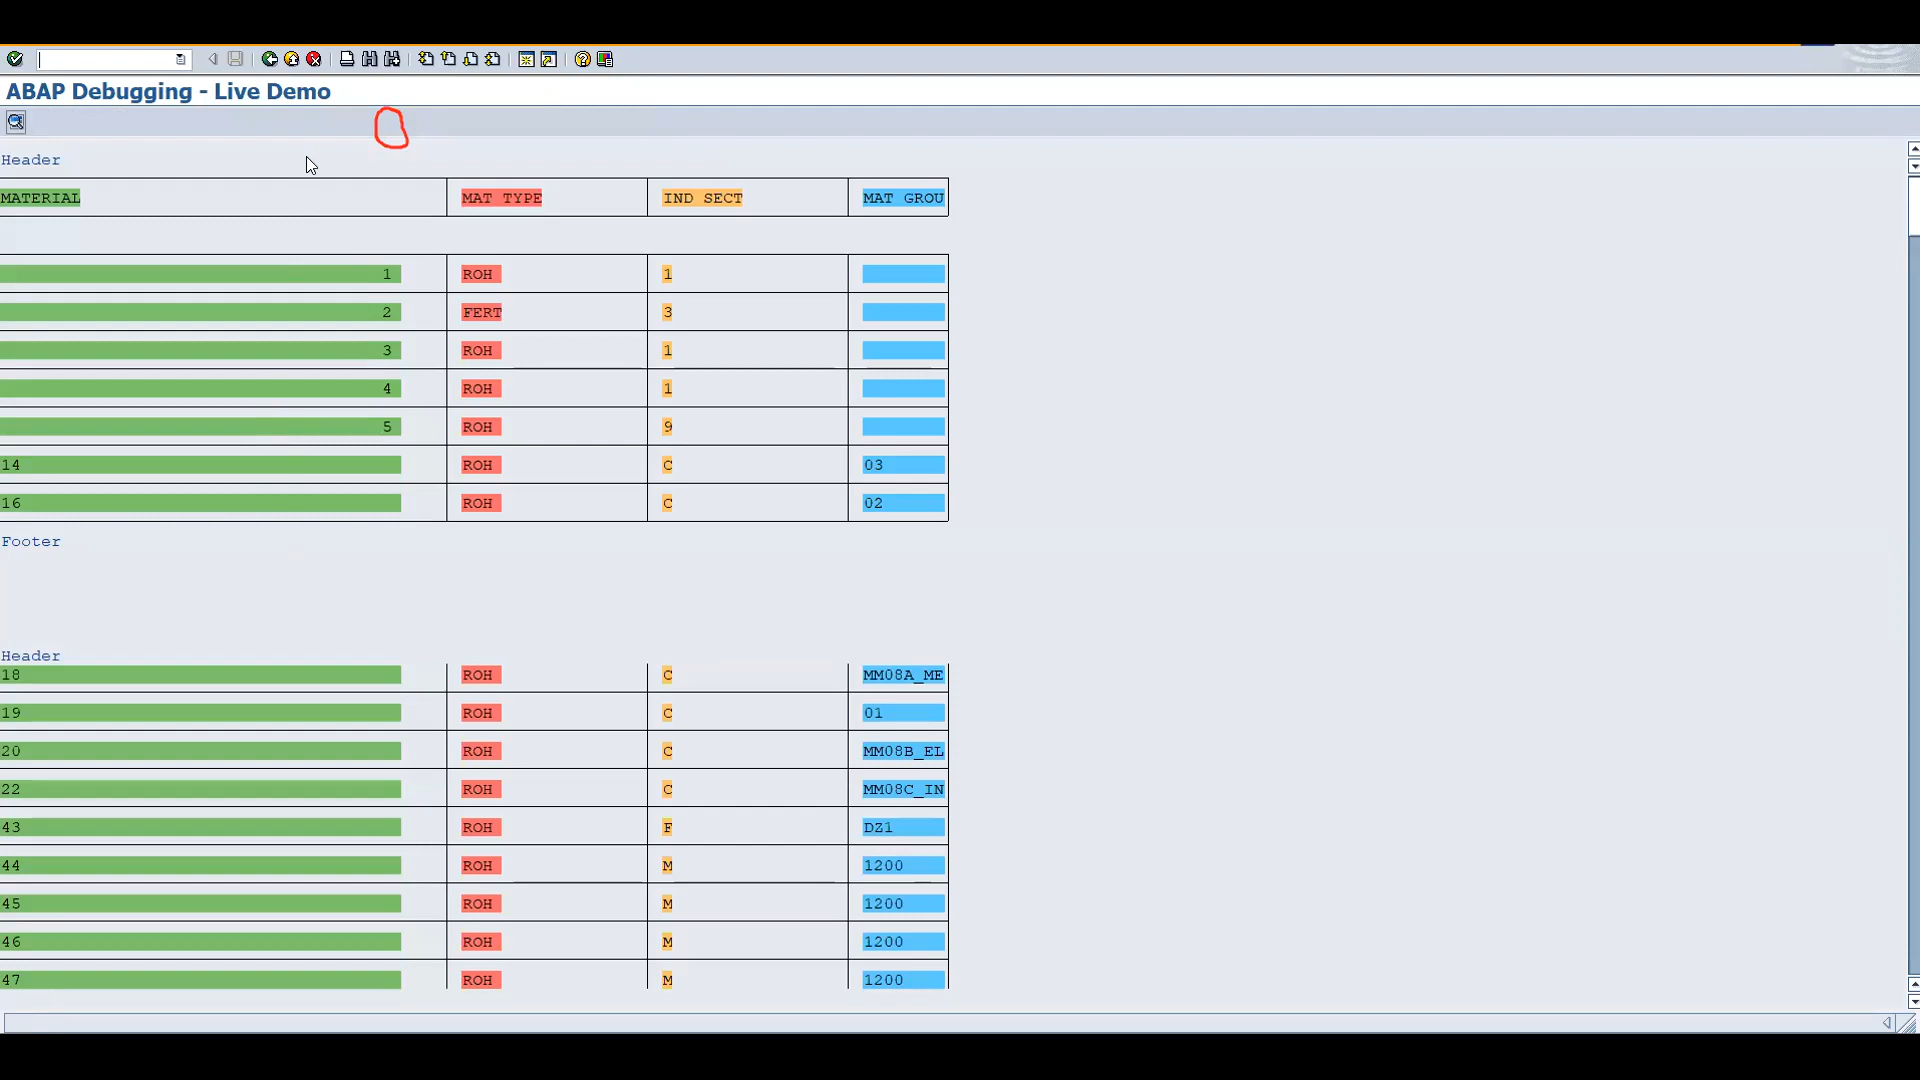 ABAP Debugging - Live Demo
Header
MATERIAL MAT TYPE IND SECT MAT GROU
1 ROH 1
2 FERT 3
3 ROH 1
4 ROH 1
5 ROH 9
14 ROH C 03
16 ROH C 02
Footer
Header
18 ROH C MM08A_ME
19 ROH C 01
20 ROH C MM08B_EL
22 ROH C MM08C_IN
43 ROH F DZ1
44 ROH M 1200
45 ROH M 1200
46 ROH M 1200
47 ROH M 1200